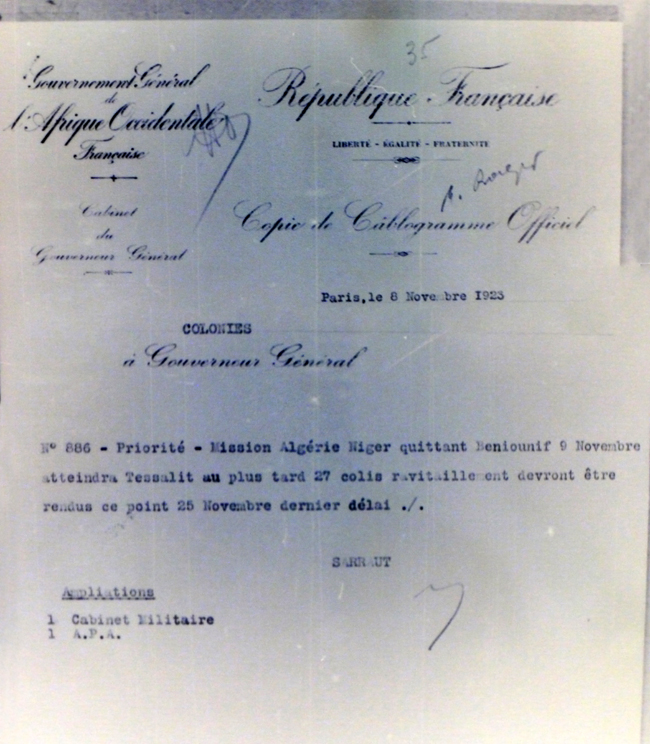 35
Gouvernement Général
de
l'Afrique Occidentale
Française
Cabinet
du
Gouverneur Général
République Française
LIBERTÉ - ÉGALITÉ - FRATERNITÉ
Copie de Câblogramme Officiel
Paris, le 8 Novembre 1923
COLONIES
à Gouverneur Général
N° 886 - Priorité - Mission Algérie Niger quittant Beniounif 9 Novembre
atteindra Tessalit au plus tard 27 colis ravitaillement devront être
rendus ce point 25 Novembre dernier délai ./.
SARRAUT
Ampliations
1 Cabinet Militaire
1 A.P.A.